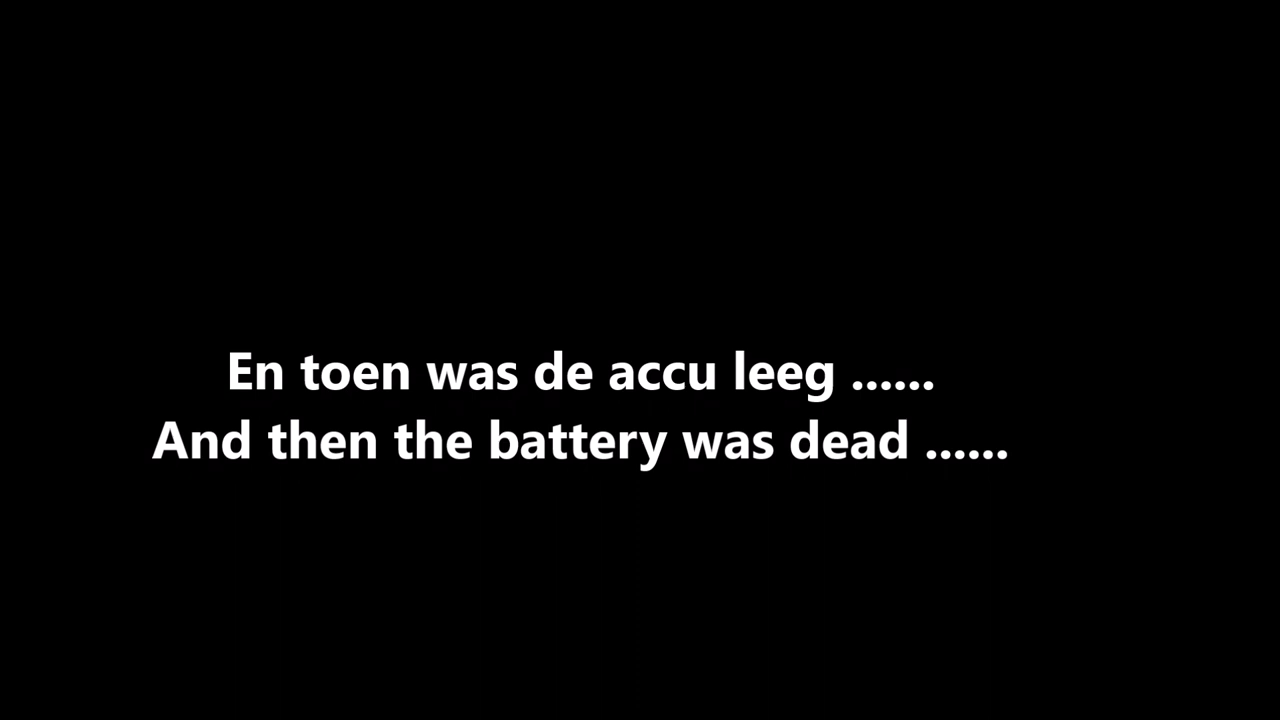 En toen was de accu leeg ......
And then the battery was dead ......